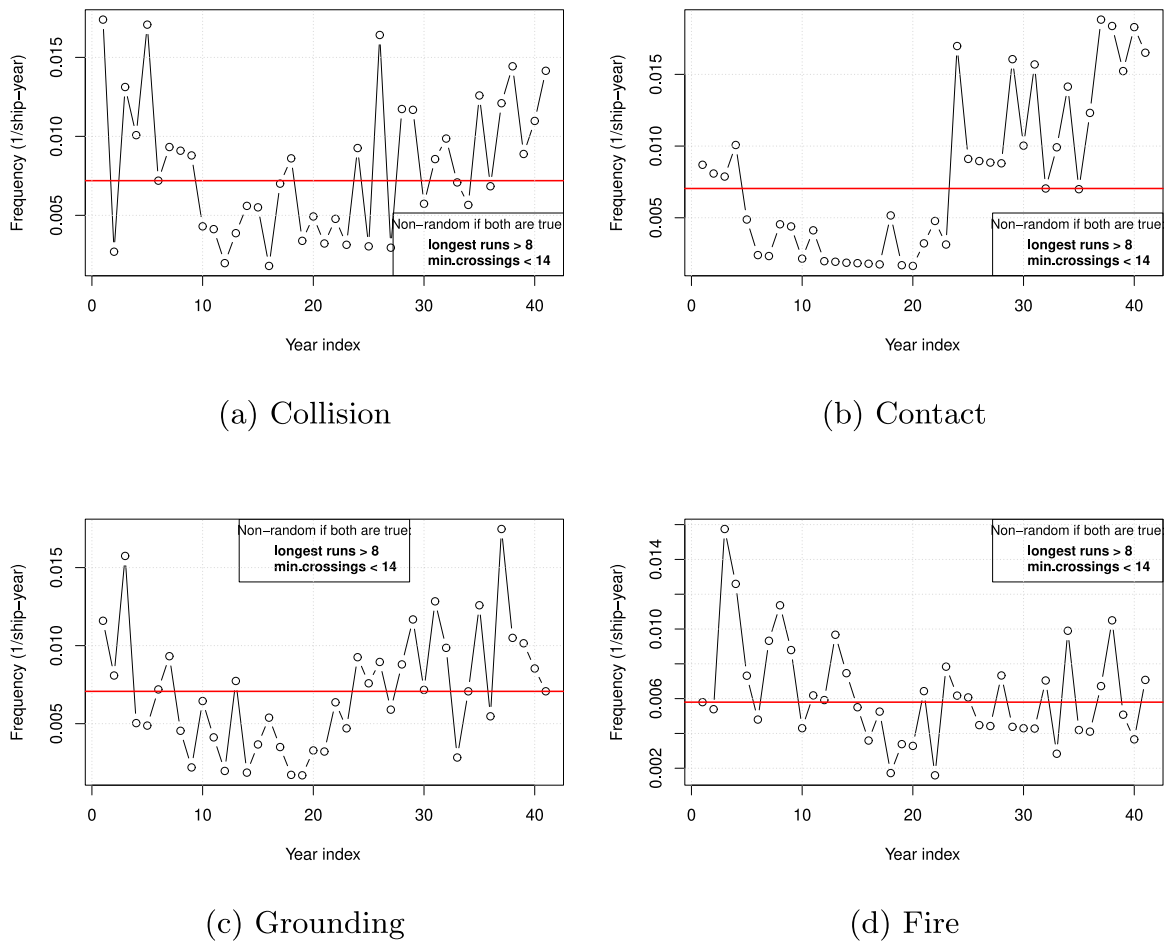 Frequency (1/ship−year)
0.005 0.010 0.015
Non−random if both are true:
longest runs > 8
min.crossings < 14
0 10 20 30 40
Year index
(a) Collision
Frequency (1/ship−year)
0.005 0.010 0.015
Non−random if both are true:
longest runs > 8
min.crossings < 14
0 10 20 30 40
Year index
(b) Contact
Frequency (1/ship−year)
0.005 0.010 0.015
Non−random if both are true:
longest runs > 8
min.crossings < 14
0 10 20 30 40
Year index
(c) Grounding
Frequency (1/ship−year)
0.002 0.006 0.010 0.014
Non−random if both are true:
longest runs > 8
min.crossings < 14
0 10 20 30 40
Year index
(d) Fire